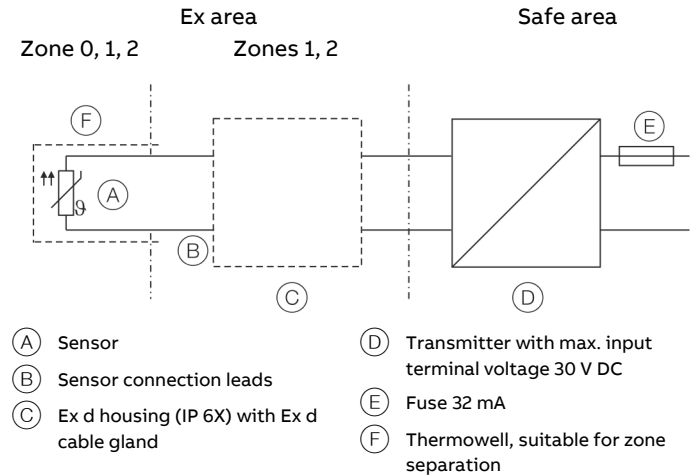 Ex area
Safe area
Zone 0, 1, 2
Zones 1, 2
F
E
A
ϑ
B
C
D
A Sensor
B Sensor connection leads
C Ex d housing (IP 6X) with Ex d
cable gland
D Transmitter with max. input
terminal voltage 30 V DC
E Fuse 32 mA
F Thermowell, suitable for zone
separation